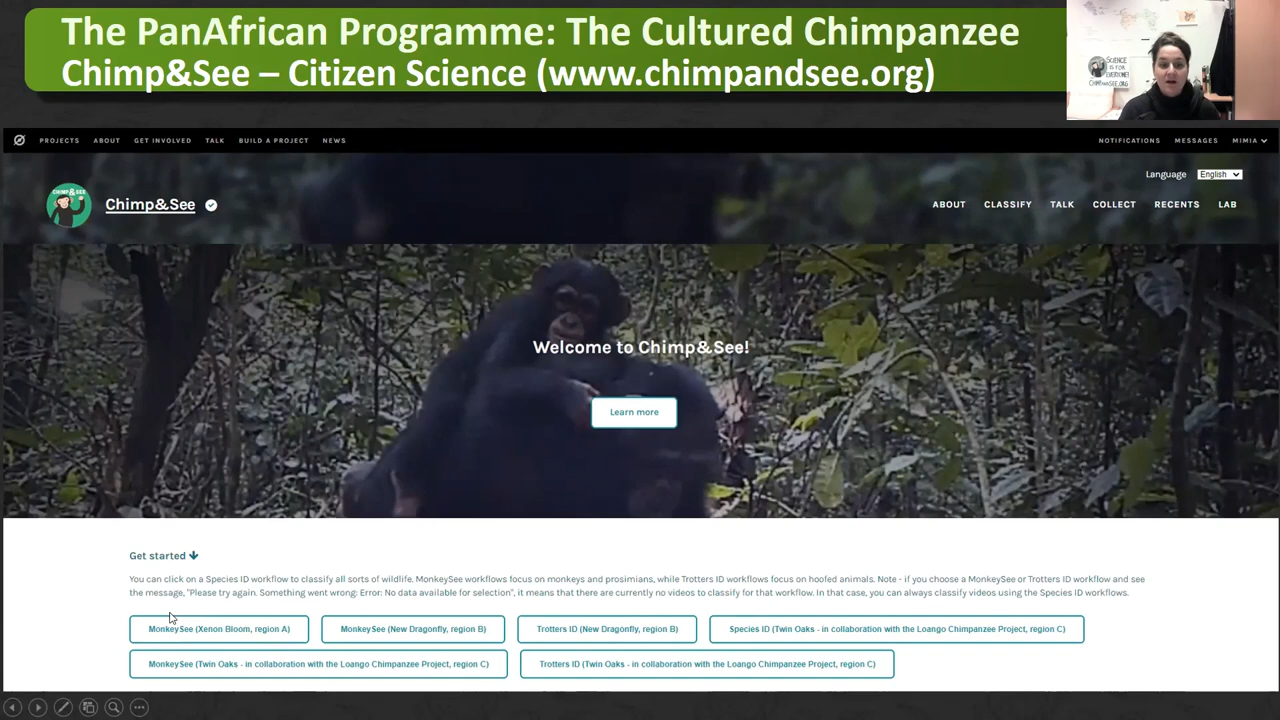 The PanAfrican Programme: The Cultured Chimpanzee
Chimp&See – Citizen Science (www.chimpandsee.org)
SCIENCE
IS FOR
EVERYONE!
CHIMPANDSEE.ORG
PROJECTS ABOUT GET INVOLVED TALK BUILD A PROJECT NEWS NOTIFICATIONS MESSAGES MIMIA
Language English
CHIMP&SEE
Chimp&See ABOUT CLASSIFY TALK COLLECT RECENTS LAB
Welcome to Chimp&See!
Learn more
Get started
You can click on a Species ID workflow to classify all sorts of wildlife. MonkeySee workflows focus on monkeys and prosimians, while Trotters ID workflows focus on hoofed animals. Note - if you choose a MonkeySee or Trotters ID workflow and see
the message, "Please try again. Something went wrong: Error: No data available for selection", it means that there are currently no videos to classify for that workflow. In that case, you can always classify videos using the Species ID workflows.
MonkeySee (Xenon Bloom, region A) MonkeySee (New Dragonfly, region B) Trotters ID (New Dragonfly, region B) Species ID (Twin Oaks - in collaboration with the Loango Chimpanzee Project, region C)
MonkeySee (Twin Oaks - in collaboration with the Loango Chimpanzee Project, region C) Trotters ID (Twin Oaks - in collaboration with the Loango Chimpanzee Project, region C)